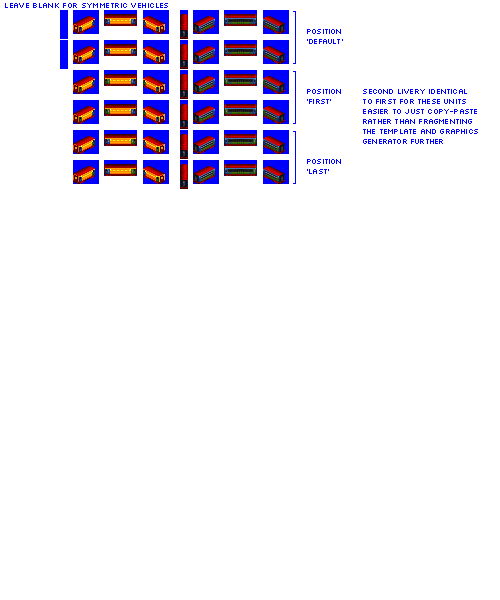 LEAVE BLANK FOR SYMMETRIC VEHICLES
POSITION
'DEFAULT'
POSITION
'FIRST'
SECOND LIVERY IDENTICAL
TO FIRST FOR THESE UNITS
EASIER TO JUST COPY-PASTE
RATHER THAN FRAGMENTING
THE TEMPLATE AND GRAPHICS
GENERATOR FURTHER
POSITION
'LAST'